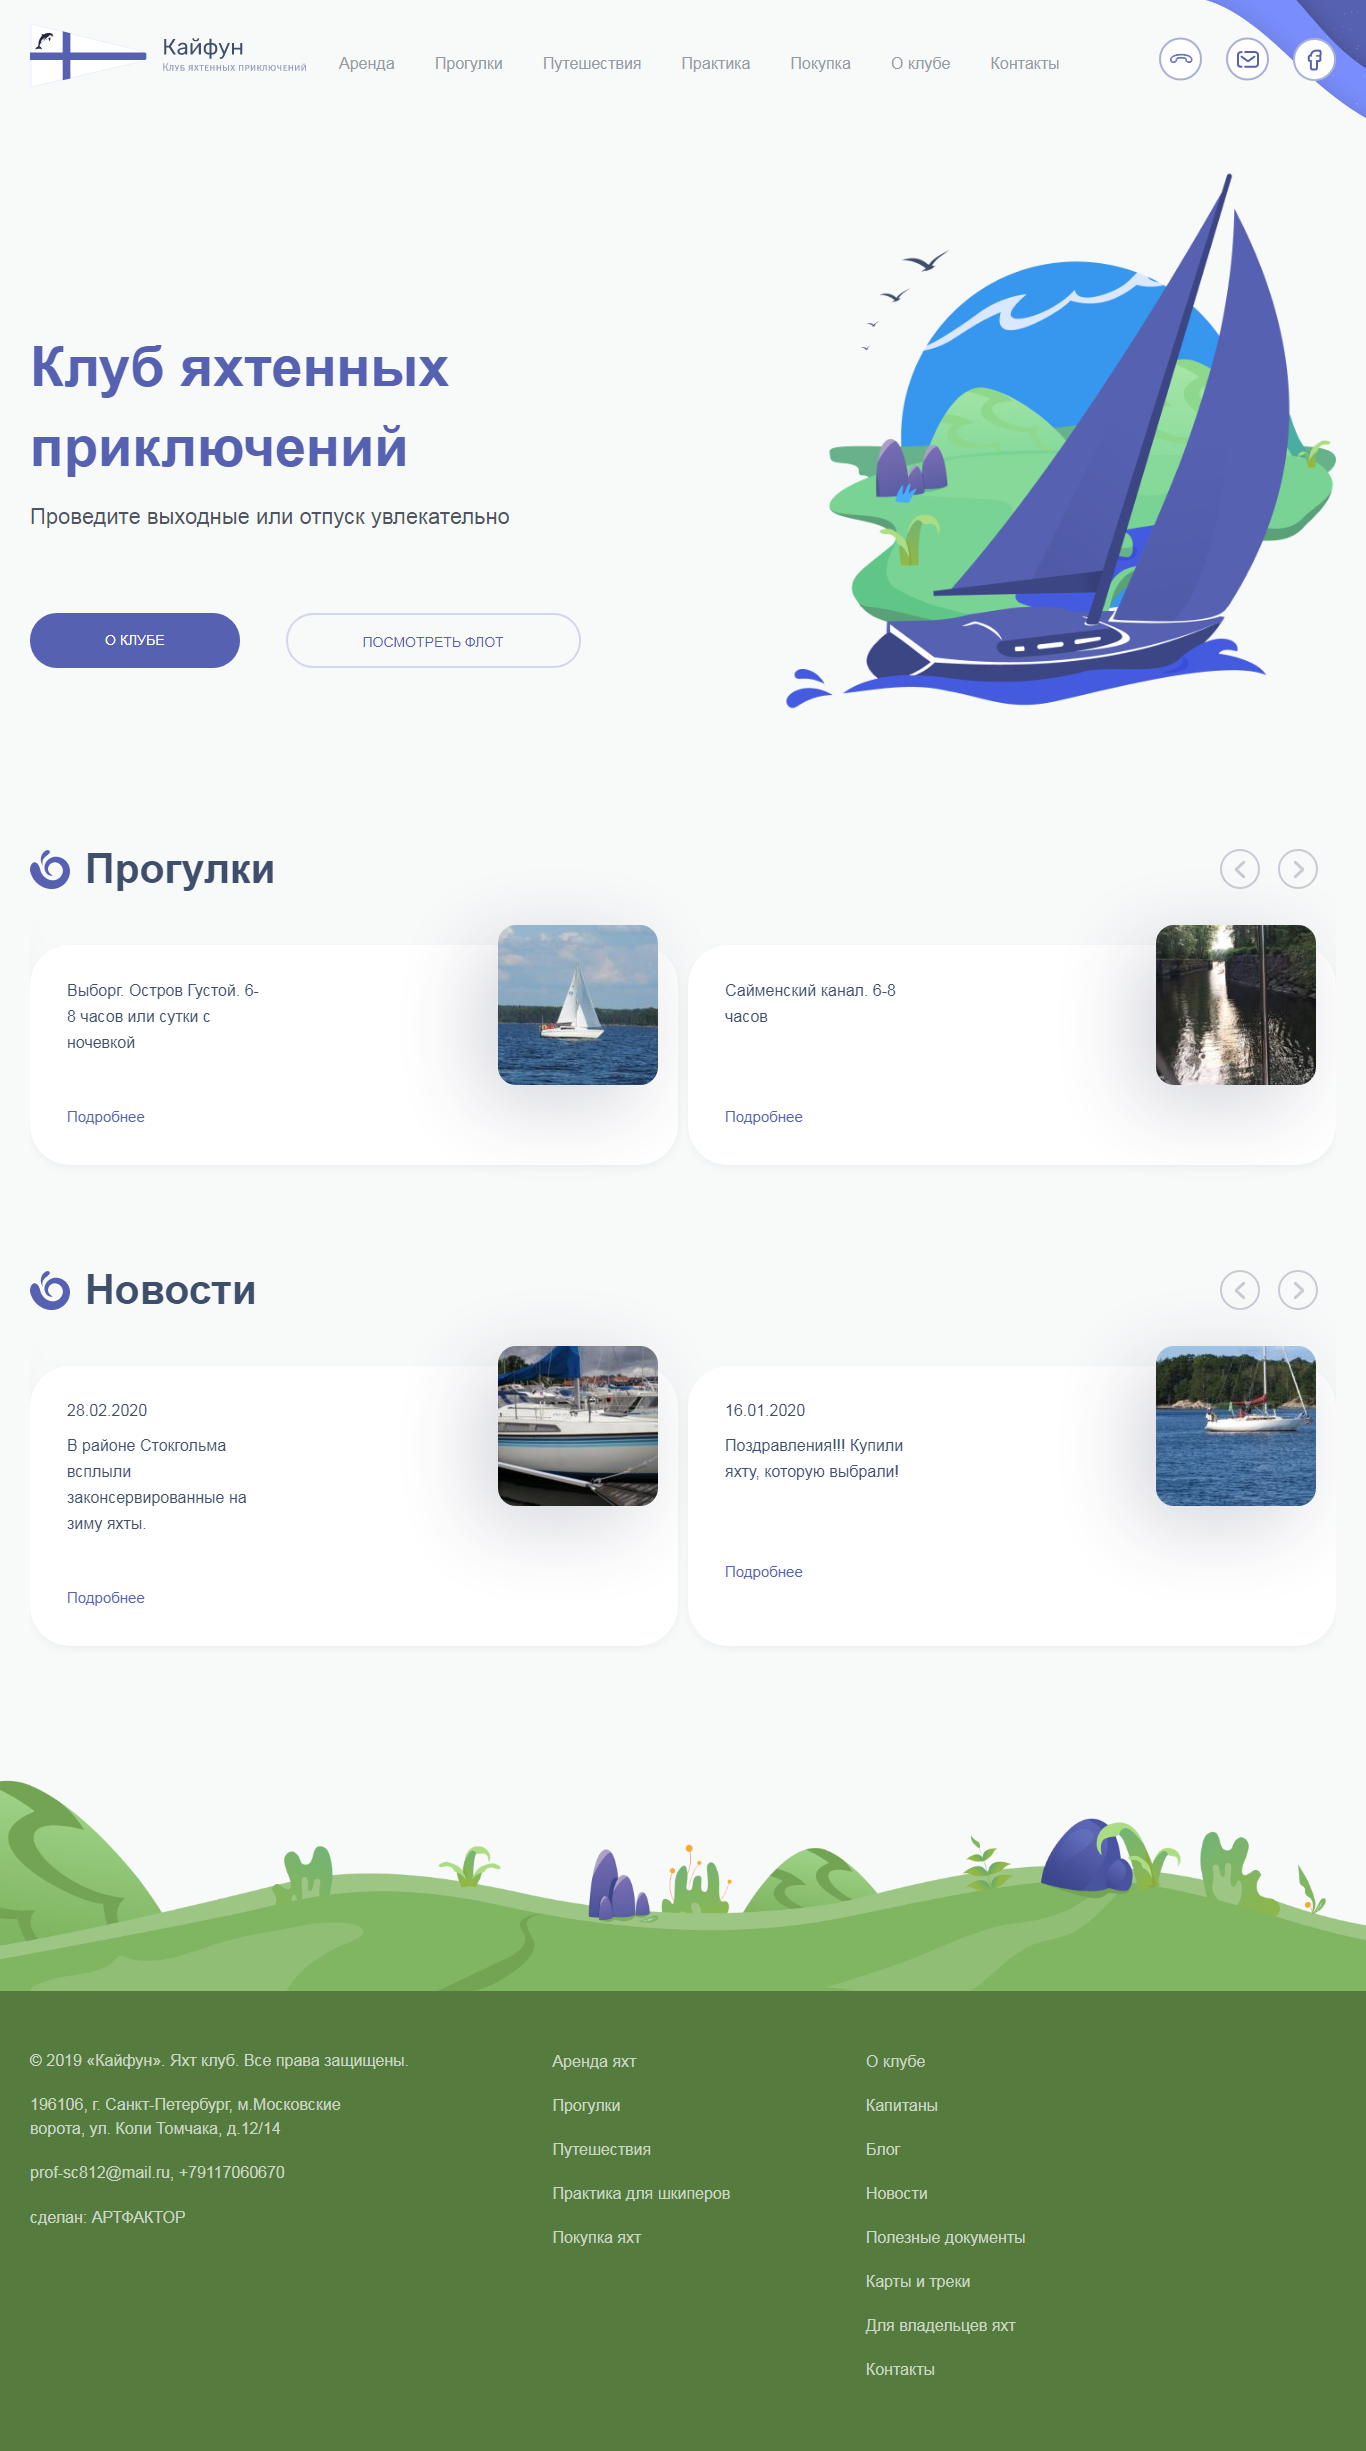 Кайфун
Клуб яхтенных приключений
Аренда
Прогулки
Путешествия
Практика
Покупка
О клубе
Контакты
Клуб яхтенных
приключений
Проведите выходные или отпуск увлекательно
О КЛУБЕ
ПОСМОТРЕТЬ ФЛОТ
Прогулки
Выборг. Остров Густой. 6-
8 часов или сутки с
ночевкой
Подробнее
Сайменский канал. 6-8
часов
Подробнее
Новости
28.02.2020
В районе Стокгольма
всплыли
законсервированные на
зиму яхты.
Подробнее
16.01.2020
Поздравления!!! Купили
яхту, которую выбрали!
Подробнее
© 2019 «Кайфун». Яхт клуб. Все права защищены.
196106, г. Санкт-Петербург, м.Московские
ворота, ул. Коли Томчака, д.12/14
prof-sc812@mail.ru, +79117060670
сделан: АРТФАКТОР
Аренда яхт
Прогулки
Путешествия
Практика для шкиперов
Покупка яхт
О клубе
Капитаны
Блог
Новости
Полезные документы
Карты и треки
Для владельцев яхт
Контакты